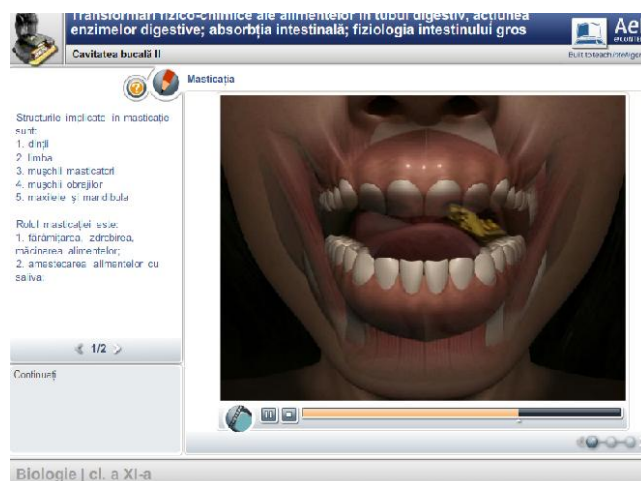 Transformări fizico-chimice ale alimentelor în tubul digestiv, acțiunea
enzimelor digestive; absorbția intestinală; fiziologia intestinului gros
Cavitatea bucală II
Ae
Masticația
Structurile implicate în masticație
sunt:
1. dinții
2. limba
3. mușchii masticatori
4. mușchii obrajilor
5. maxilele și mandibula
Rolul masticației este:
1. fărâmițarea, zdrobirea,
măcinarea alimentelor;
2. amestecarea alimentelor cu
saliva;
1/2
Continuați
Biologie | cl. a XI-a